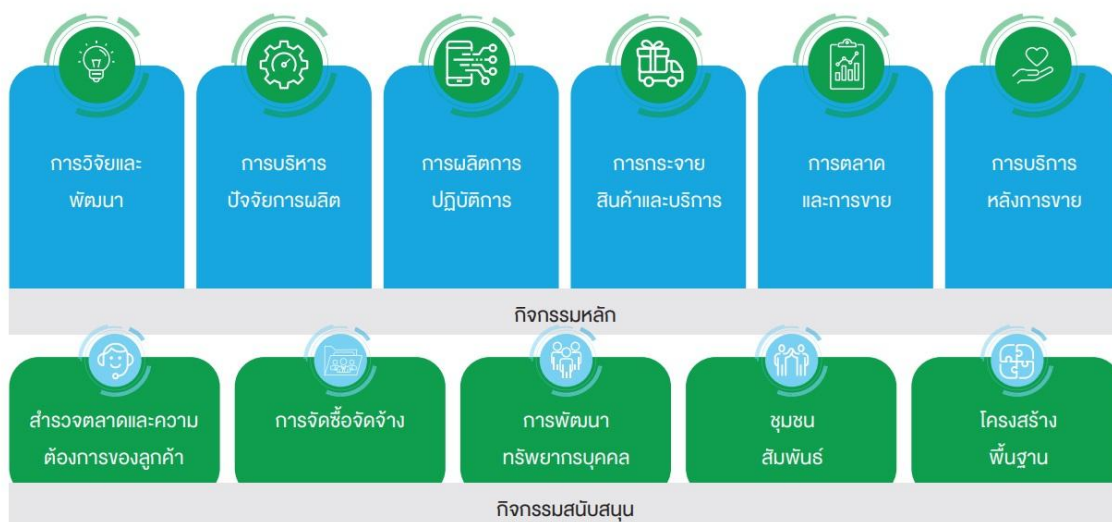 การวิจัยและ
พัฒนา
การบริหาร
ปัจจัยการผลิต
การผลิตการ
ปฏิบัติการ
การกระจาย
สินค้าและบริการ
การตลาด
และการขาย
การบริการ
หลังการขาย
กิจกรรมหลัก
สำรวจตลาดและความ
ต้องการของลูกค้า
การจัดซื้อจัดจ้าง
การพัฒนา
ทรัพยากรบุคคล
ชุมชน
สัมพันธ์
โครงสร้าง
พื้นฐาน
กิจกรรมสนับสนุน